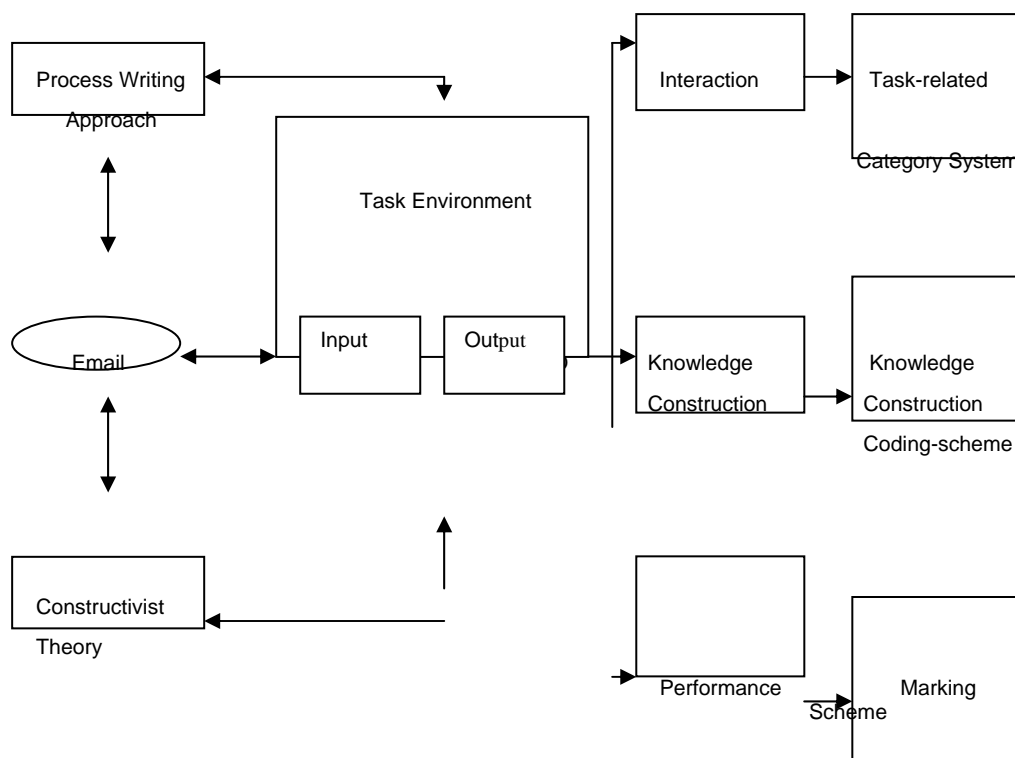 Process Writing
Approach
Interaction
Task-related
Category System
Task Environment
Email
Input
Output
Knowledge
Construction
Knowledge
Construction
Coding-scheme
Constructivist
Theory
Performance
Marking
Scheme